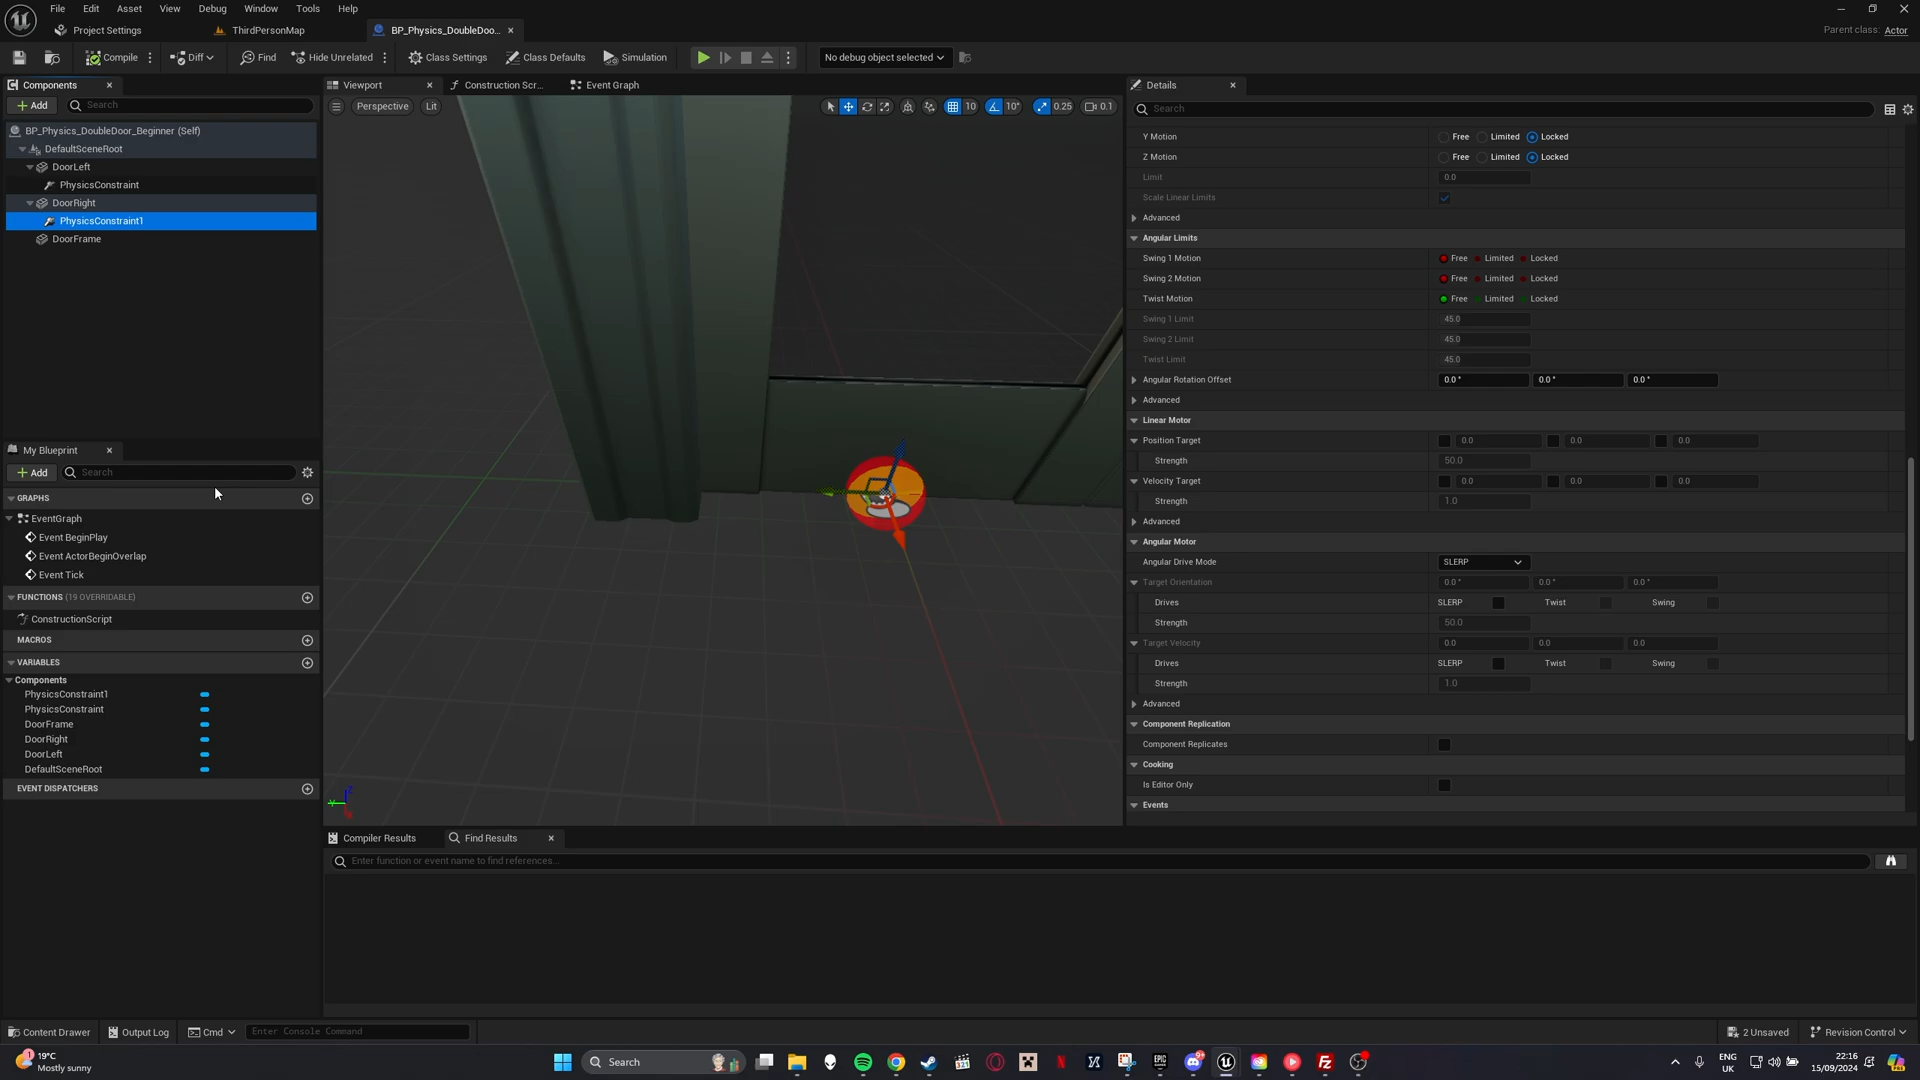 File Edit Asset View Debug Window Tools Help
Project Settings ThirdPersonMap BP_Physics_DoubleDoo... Parent class: Actor
Compile Diff Find Hide Unrelated Class Settings Class Defaults Simulation No debug object selected
Components
Add Search
BP_Physics_DoubleDoor_Beginner (Self)
DefaultSceneRoot
DoorLeft
PhysicsConstraint
DoorRight
PhysicsConstraint1
DoorFrame
My Blueprint
Add Search
GRAPHS
EventGraph
Event BeginPlay
Event ActorBeginOverlap
Event Tick
FUNCTIONS (19 OVERRIDABLE)
ConstructionScript
MACROS
VARIABLES
Components
PhysicsConstraint1
PhysicsConstraint
DoorFrame
DoorRight
DoorLeft
DefaultSceneRoot
EVENT DISPATCHERS
Viewport Construction Scr... Event Graph
Perspective Lit 10 10° 0.25 0.1
Z
Y
Compiler Results Find Results
Enter function or event name to find references...
Details
Search
Y Motion Free Limited Locked
Z Motion Free Limited Locked
Limit 0.0
Scale Linear Limits
Advanced
Angular Limits
Swing 1 Motion Free Limited Locked
Swing 2 Motion Free Limited Locked
Twist Motion Free Limited Locked
Swing 1 Limit 45.0
Swing 2 Limit 45.0
Twist Limit 45.0
Angular Rotation Offset 0.0 ° 0.0 ° 0.0 °
Advanced
Linear Motor
Position Target 0.0 0.0 0.0
Strength 50.0
Velocity Target 0.0 0.0 0.0
Strength 1.0
Advanced
Angular Motor
Angular Drive Mode SLERP
Target Orientation 0.0 ° 0.0 ° 0.0 °
Drives SLERP Twist Swing
Strength 50.0
Target Velocity 0.0 0.0 0.0
Drives SLERP Twist Swing
Strength 1.0
Advanced
Component Replication
Component Replicates
Cooking
Is Editor Only
Events
Content Drawer Output Log Cmd Enter Console Command 2 Unsaved Revision Control
19°C
Mostly sunny
Search
ENG
UK
22:16
15/09/2024